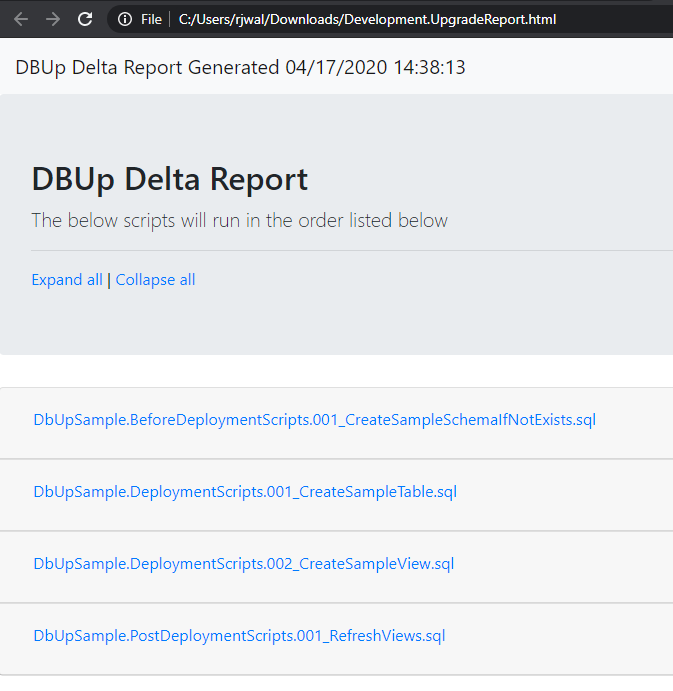 File | C:/Users/rjwal/Downloads/Development.UpgradeReport.html
DBUp Delta Report Generated 04/17/2020 14:38:13
DBUp Delta Report
The below scripts will run in the order listed below
Expand all | Collapse all
DbUpSample.BeforeDeploymentScripts.001_CreateSampleSchemaIfNotExists.sql
DbUpSample.DeploymentScripts.001_CreateSampleTable.sql
DbUpSample.DeploymentScripts.002_CreateSampleView.sql
DbUpSample.PostDeploymentScripts.001_RefreshViews.sql